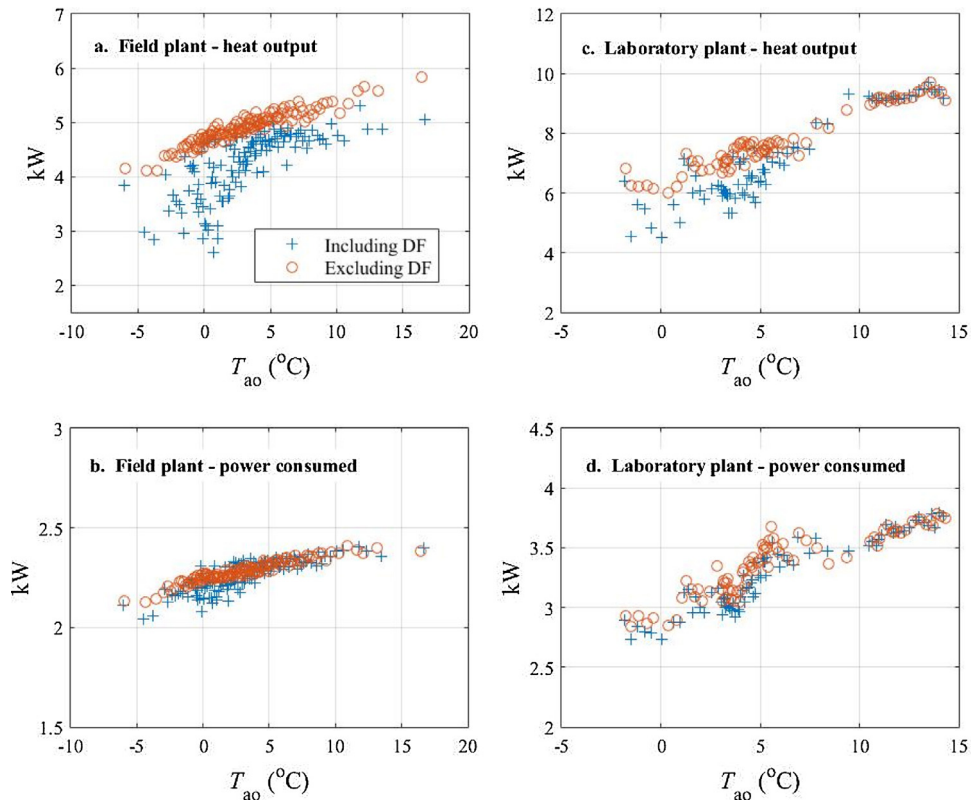 7
6
5
4
3
2
kW
a. Field plant - heat output
Including DF
Excluding DF
-10 -5 0 5 10 15 20
Tao (oC)
12
10
8
6
4
2
kW
c. Laboratory plant - heat output
-5 0 5 10 15
Tao (oC)
3
2.5
2
1.5
kW
b. Field plant - power consumed
-10 -5 0 5 10 15 20
Tao (oC)
4.5
4
3.5
3
2.5
2
kW
d. Laboratory plant - power consumed
-5 0 5 10 15
Tao (oC)